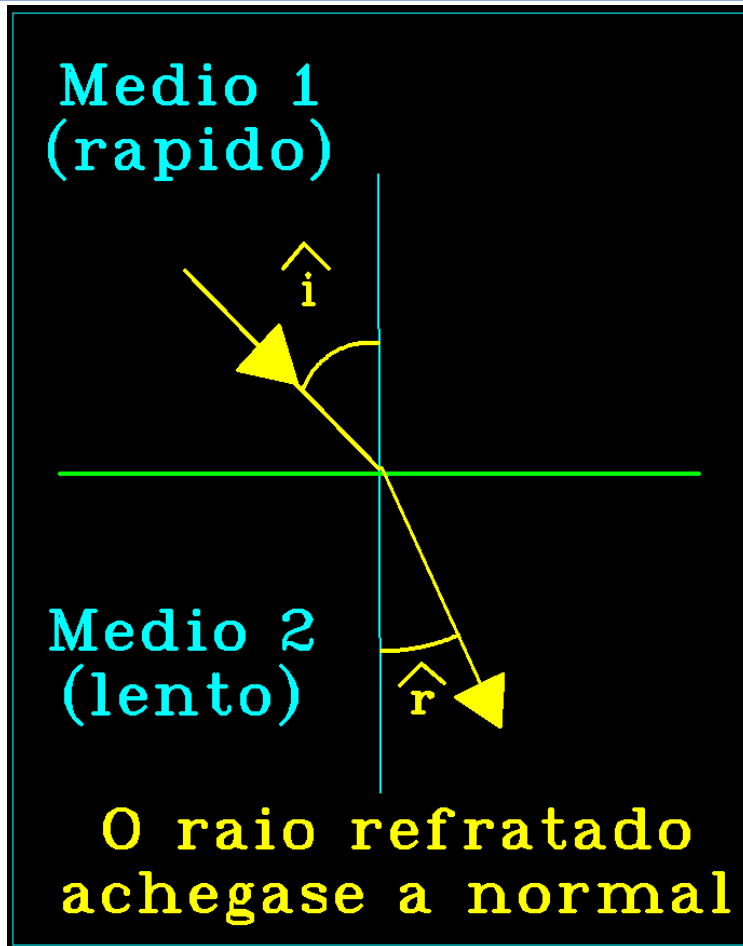 Medio 1
(rapido)
î
Medio 2
(lento)
r̂
O raio refratado
achegase a normal